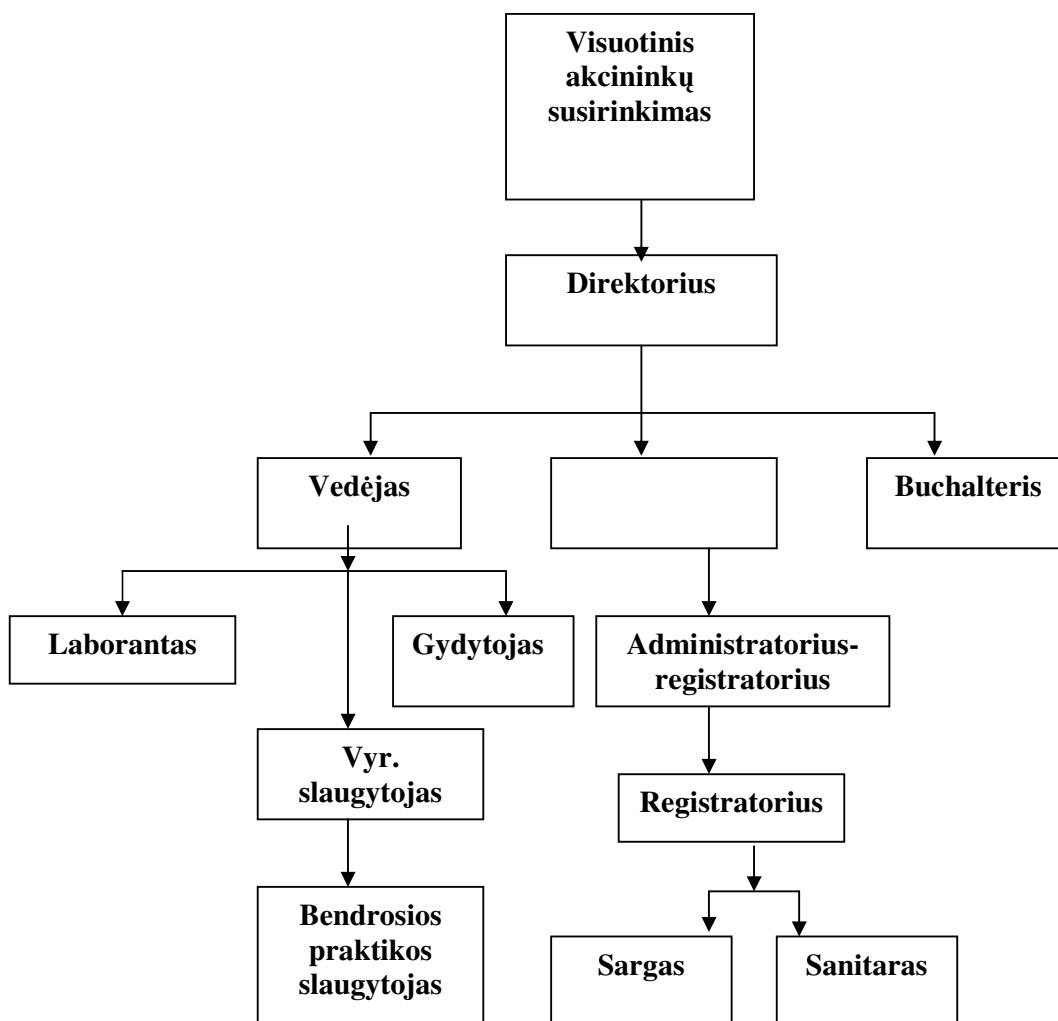 Visuotinis
akcininkų
susirinkimas
Direktorius
Vedėjas
Buchalteris
Laborantas
Gydytojas
Administratorius-
registratorius
Vyr.
slaugytojas
Registratorius
Bendrosios
praktikos
slaugytojas
Sargas
Sanitaras